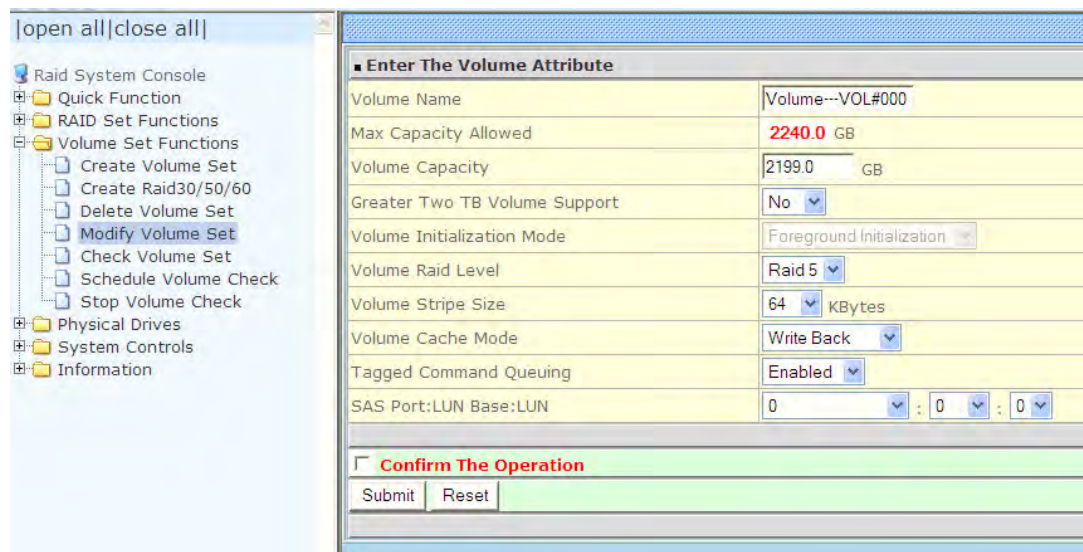 |open all|close all|
Raid System Console
Quick Function
RAID Set Functions
Volume Set Functions
Create Volume Set
Create Raid30/50/60
Delete Volume Set
Modify Volume Set
Check Volume Set
Schedule Volume Check
Stop Volume Check
Physical Drives
System Controls
Information
Enter The Volume Attribute
Volume Name Volume---VOL#000
Max Capacity Allowed 2240.0 GB
Volume Capacity 2199.0 GB
Greater Two TB Volume Support No
Volume Initialization Mode Foreground Initialization
Volume Raid Level Raid 5
Volume Stripe Size 64 KBytes
Volume Cache Mode Write Back
Tagged Command Queuing Enabled
SAS Port:LUN Base:LUN 0 : 0 : 0
Confirm The Operation
Submit Reset